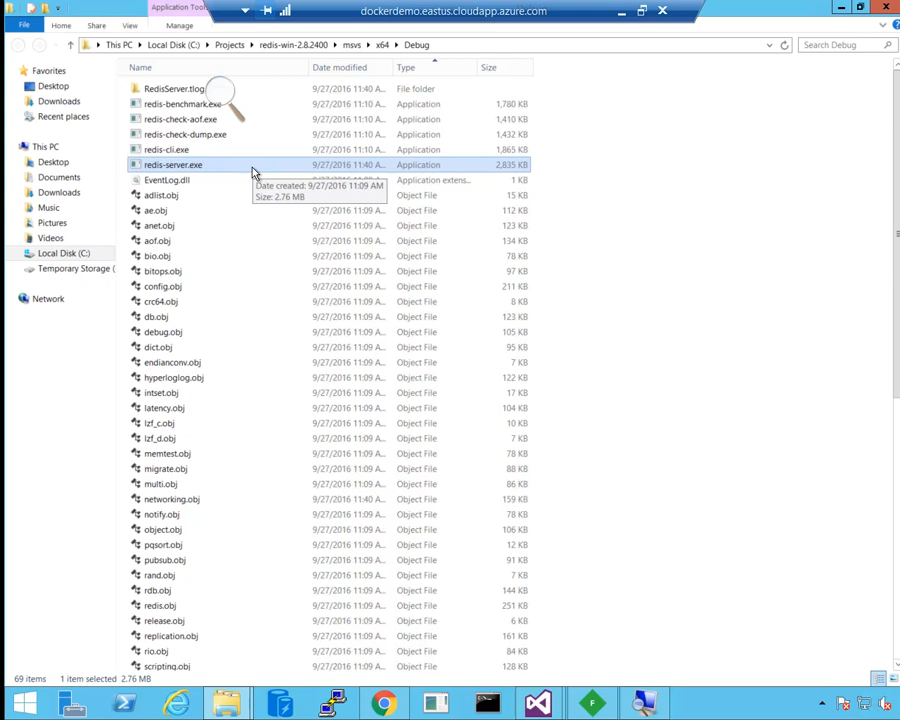 Application Tools
dockerdemo.eastus.cloudapp.azure.com
File Home Share View Manage
This PC Local Disk (C:) Projects redis-win-2.8.2400 msvs x64 Debug
Search Debug
Name Date modified Type Size
Favorites
Desktop
Downloads
Recent places
This PC
Desktop
Documents
Downloads
Music
Pictures
Videos
Local Disk (C:)
Temporary Storage (
Network
RedisServer.tlog 9/27/2016 11:40 A... File folder
redis-benchmark.exe 9/27/2016 11:10 A... Application 1,780 KB
redis-check-aof.exe 9/27/2016 11:10 A... Application 1,410 KB
redis-check-dump.exe 9/27/2016 11:10 A... Application 1,432 KB
redis-cli.exe 9/27/2016 11:10 A... Application 1,865 KB
redis-server.exe 9/27/2016 11:40 A... Application 2,835 KB
EventLog.dll Application extens... 1 KB
Date created: 9/27/2016 11:09 AM
Size: 2.76 MB
adlist.obj Object File 15 KB
ae.obj 9/27/2016 11:09 A... Object File 112 KB
anet.obj 9/27/2016 11:09 A... Object File 123 KB
aof.obj 9/27/2016 11:09 A... Object File 134 KB
bio.obj 9/27/2016 11:09 A... Object File 78 KB
bitops.obj 9/27/2016 11:09 A... Object File 97 KB
config.obj 9/27/2016 11:09 A... Object File 211 KB
crc64.obj 9/27/2016 11:09 A... Object File 8 KB
db.obj 9/27/2016 11:09 A... Object File 116 KB
debug.obj 9/27/2016 11:09 A... Object File 105 KB
dict.obj 9/27/2016 11:09 A... Object File 95 KB
endianconv.obj 9/27/2016 11:09 A... Object File 7 KB
hyperloglog.obj 9/27/2016 11:09 A... Object File 122 KB
intset.obj 9/27/2016 11:09 A... Object File 17 KB
latency.obj 9/27/2016 11:09 A... Object File 104 KB
lzf_c.obj 9/27/2016 11:09 A... Object File 10 KB
lzf_d.obj 9/27/2016 11:09 A... Object File 7 KB
memtest.obj 9/27/2016 11:09 A... Object File 78 KB
migrate.obj 9/27/2016 11:09 A... Object File 88 KB
multi.obj 9/27/2016 11:09 A... Object File 86 KB
networking.obj 9/27/2016 11:40 A... Object File 159 KB
notify.obj 9/27/2016 11:09 A... Object File 78 KB
object.obj 9/27/2016 11:09 A... Object File 106 KB
pqsort.obj 9/27/2016 11:09 A... Object File 12 KB
pubsub.obj 9/27/2016 11:09 A... Object File 91 KB
rand.obj 9/27/2016 11:09 A... Object File 7 KB
rdb.obj 9/27/2016 11:09 A... Object File 144 KB
redis.obj 9/27/2016 11:09 A... Object File 251 KB
release.obj 9/27/2016 11:09 A... Object File 6 KB
replication.obj 9/27/2016 11:09 A... Object File 161 KB
rio.obj 9/27/2016 11:09 A... Object File 84 KB
scripting.obj 9/27/2016 11:09 A... Object File 128 KB
69 items 1 item selected 2.76 MB